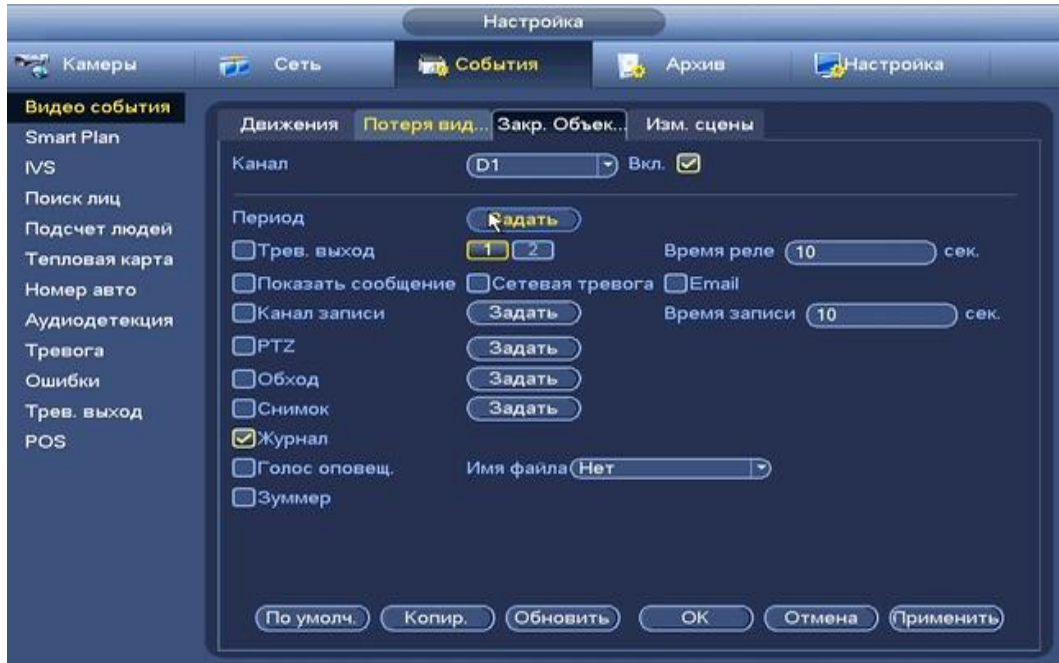 Настройка
Камеры Сеть События Архив Настройка
Видео события
Smart Plan
IVS
Поиск лиц
Подсчет людей
Тепловая карта
Номер авто
Аудиодетекция
Тревога
Ошибки
Трев. выход
POS
Движения Потеря вид... Закр. Объек... Изм. сцены
Канал D1 Вкл.
Период Задать
Трев. выход 1 2 Время реле 10 сек.
Показать сообщение Сетевая тревога Email
Канал записи Задать Время записи 10 сек.
PTZ Задать
Обход Задать
Снимок Задать
Журнал
Голос оповещ. Имя файла Нет
Зуммер
По умолч. Копир. Обновить OK Отмена Применить